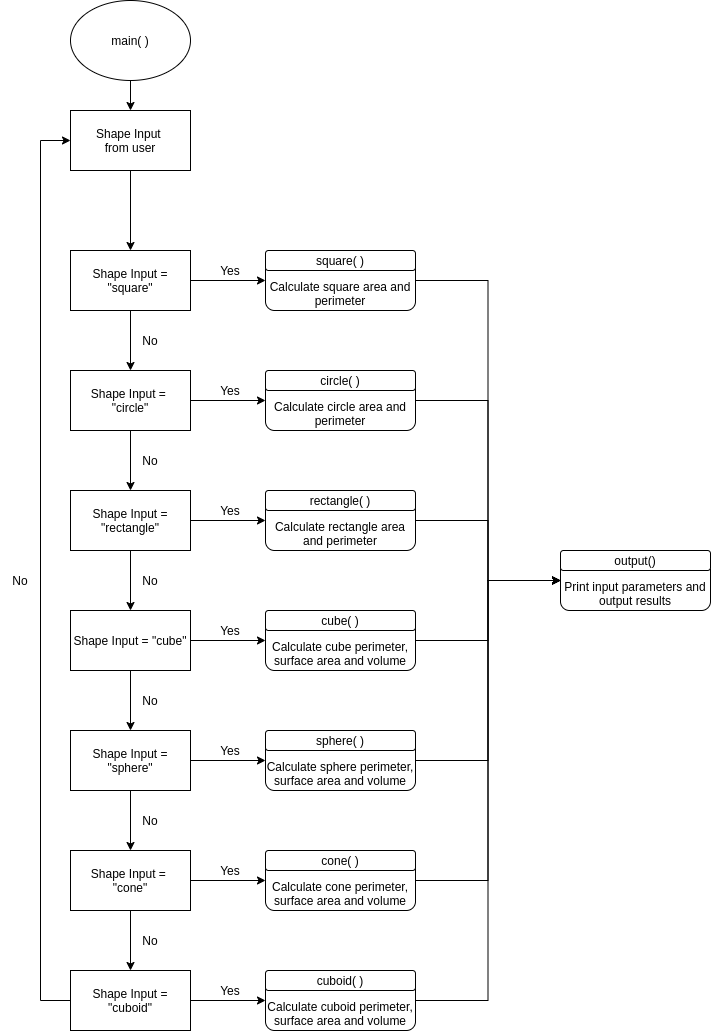 main( )
Shape Input
from user
Shape Input =
"square"
Yes
square( )
Calculate square area and
perimeter
No
Shape Input =
"circle"
Yes
circle( )
Calculate circle area and
perimeter
No
Shape Input =
"rectangle"
Yes
rectangle( )
Calculate rectangle area
and perimeter
No
No
output()
Print input parameters and
output results
Shape Input = "cube"
Yes
cube( )
Calculate cube perimeter,
surface area and volume
No
Shape Input =
"sphere"
Yes
sphere( )
Calculate sphere perimeter,
surface area and volume
No
Shape Input =
"cone"
Yes
cone( )
Calculate cone perimeter,
surface area and volume
No
Shape Input =
"cuboid"
Yes
cuboid( )
Calculate cuboid perimeter,
surface area and volume